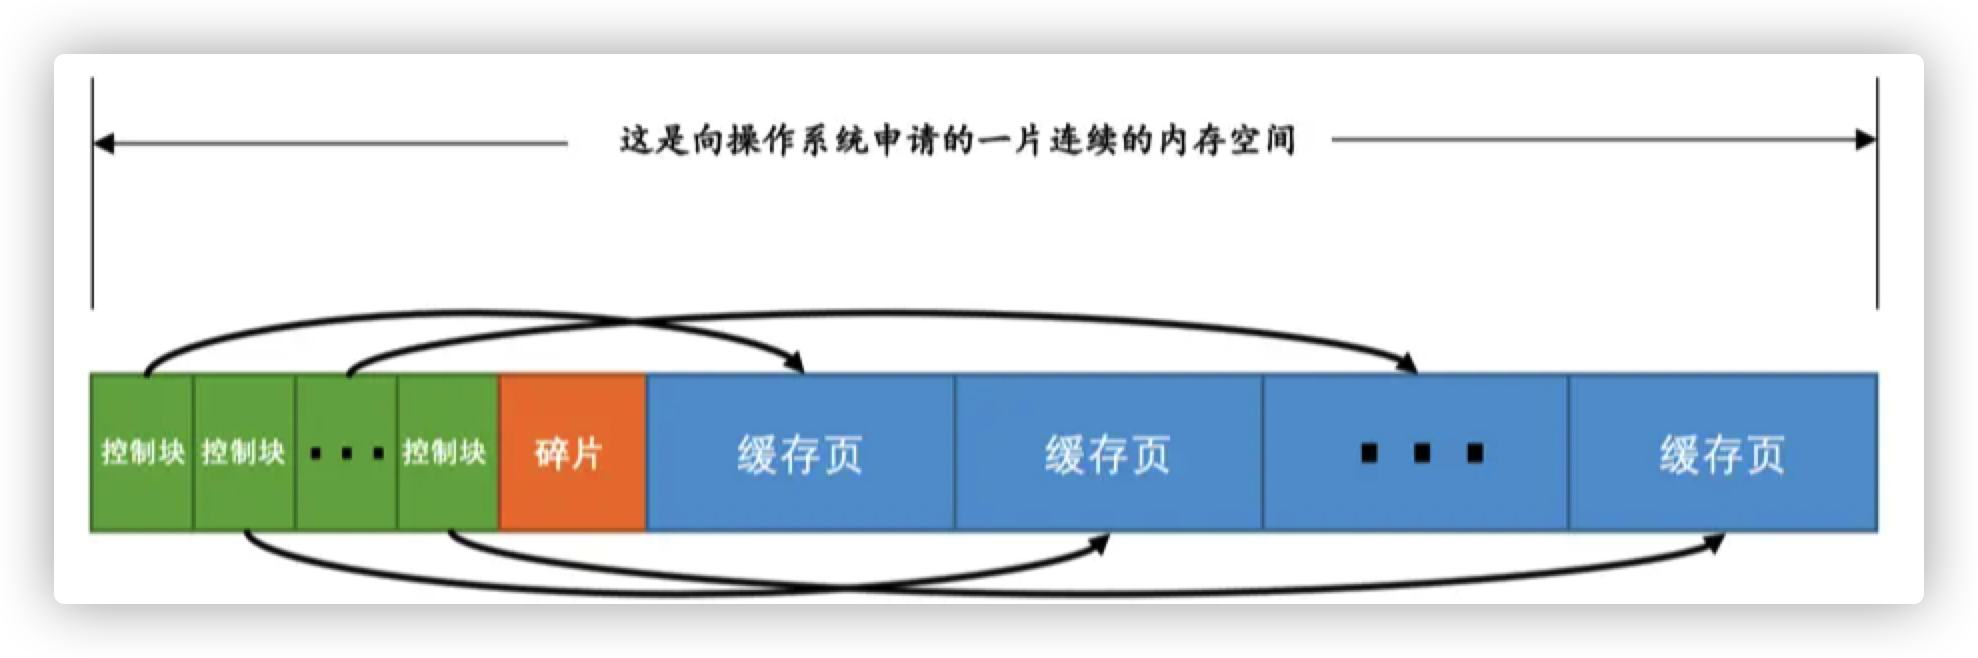 这是向操作系统申请的一片连续的内存空间
控制块 控制块 ··· 控制块 碎片 缓存页 缓存页 ··· 缓存页